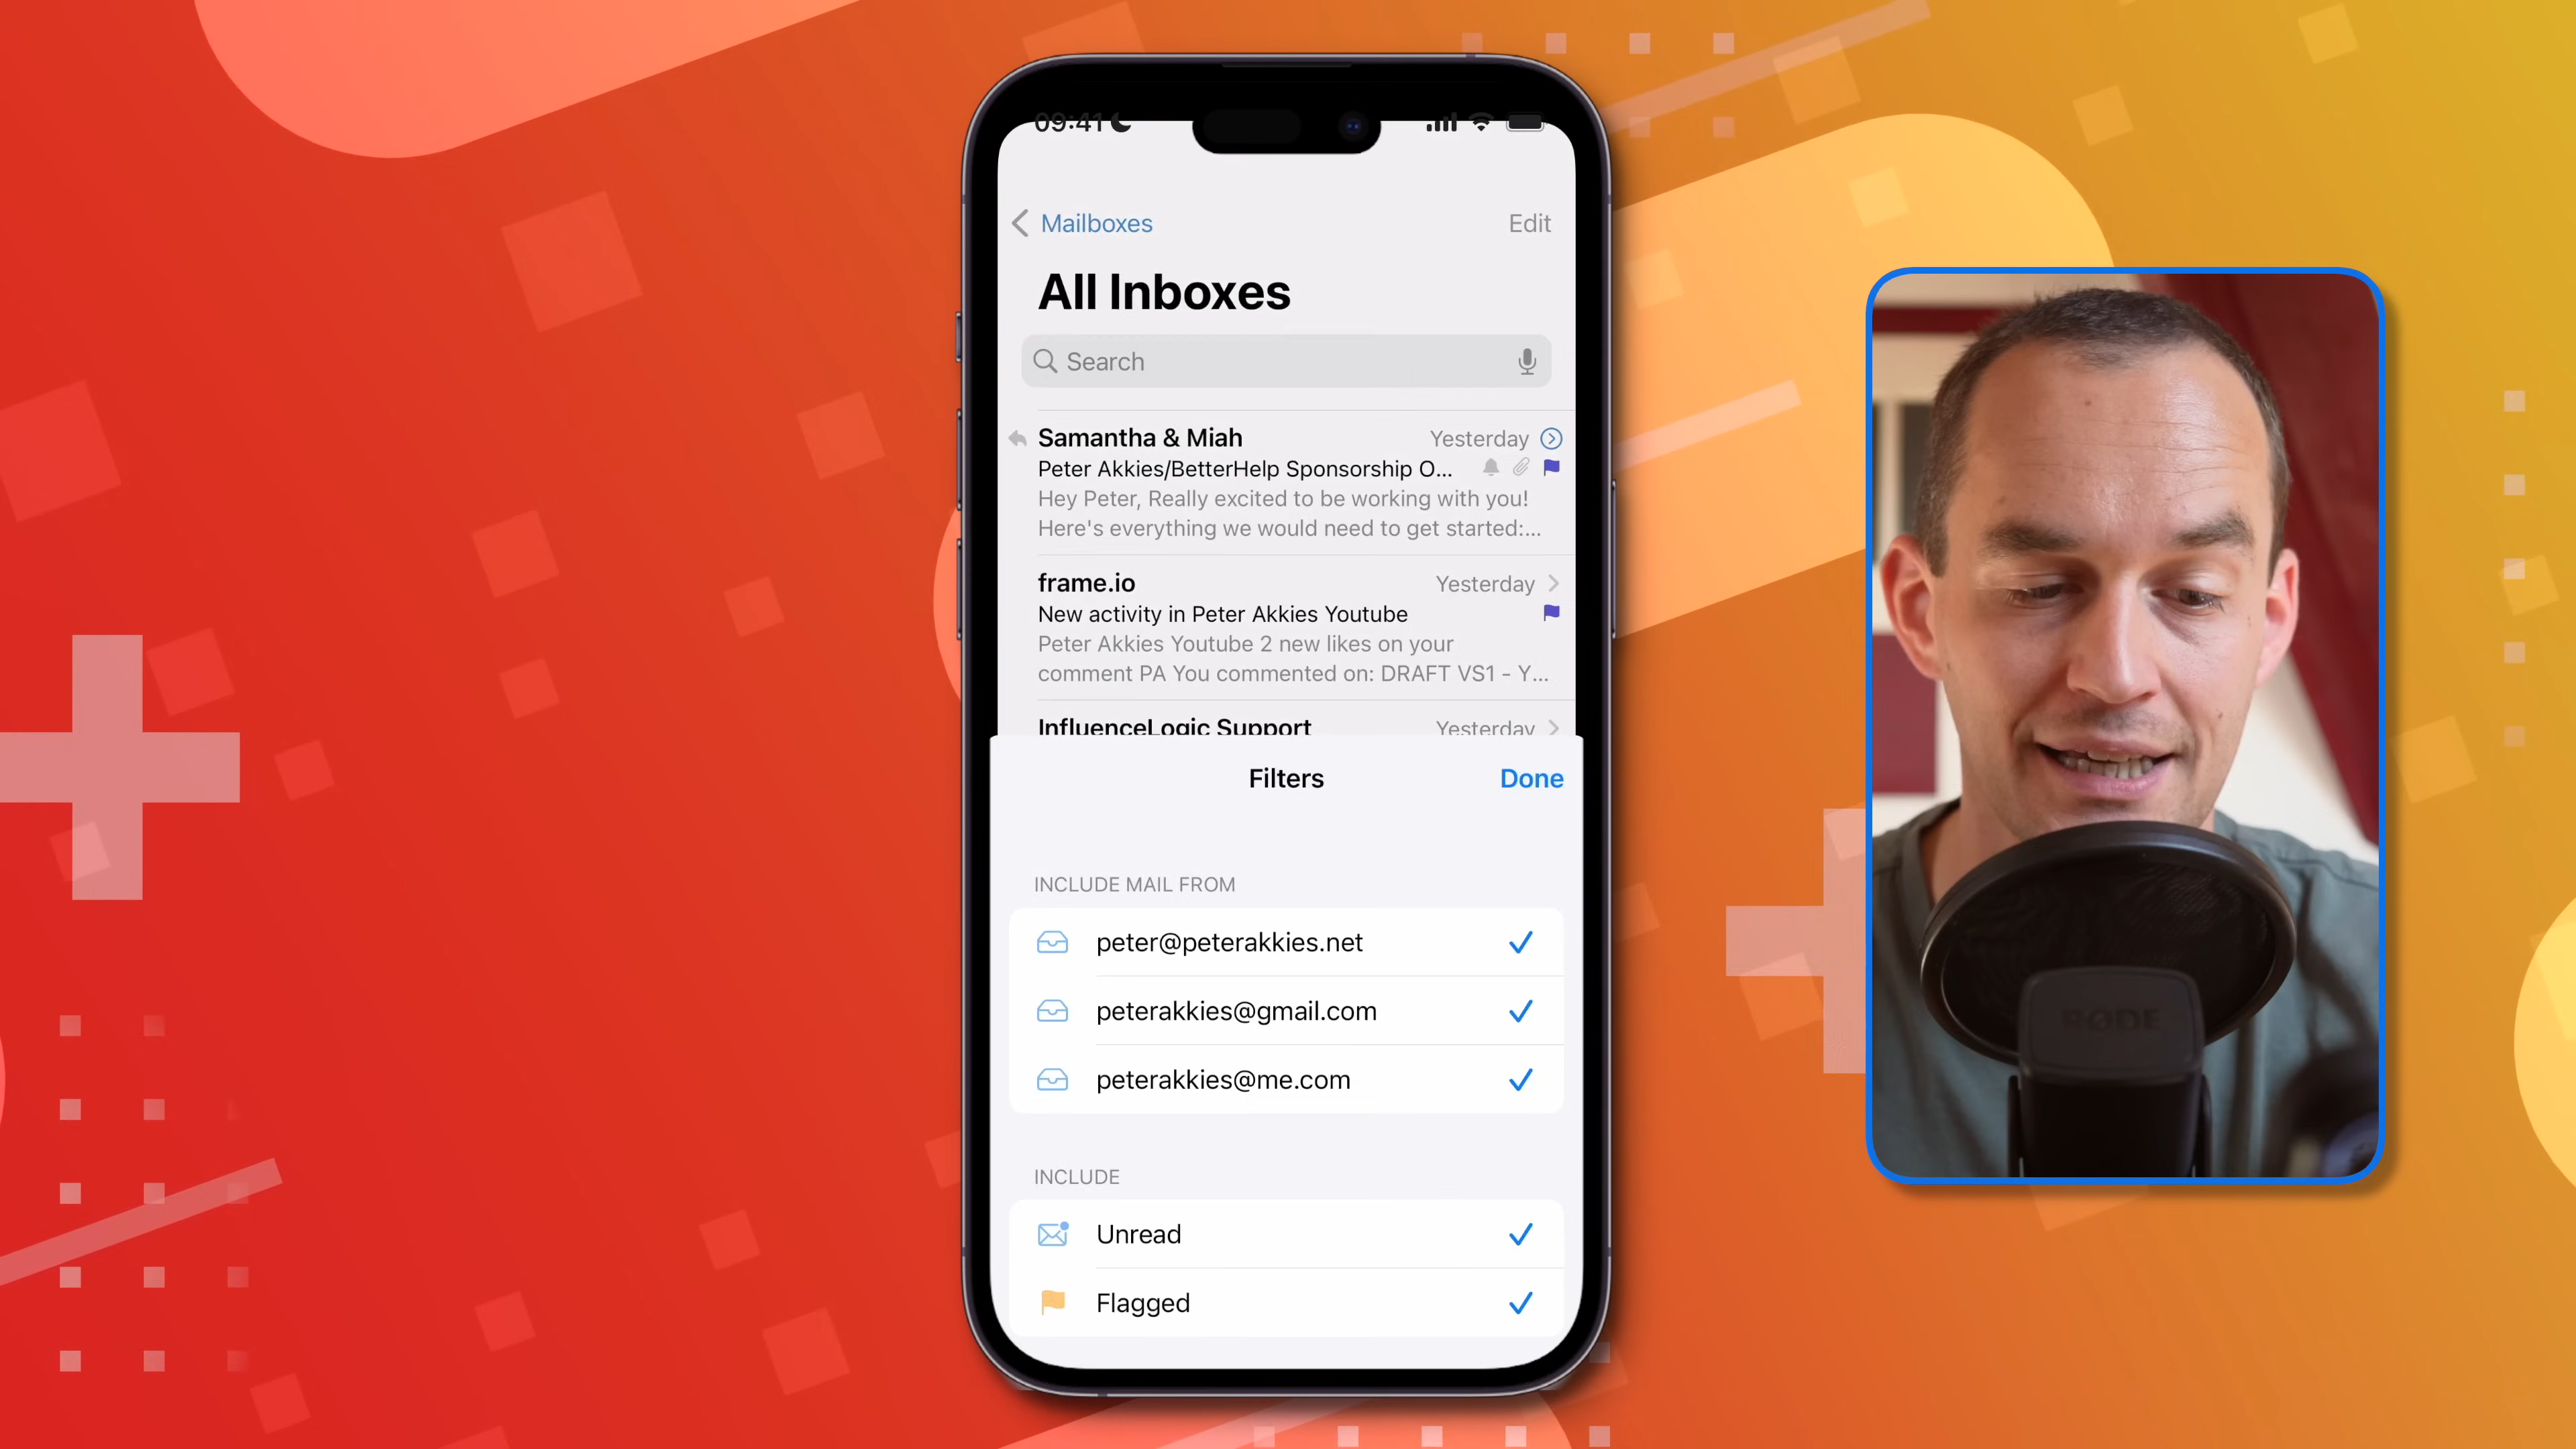 09:41
Mailboxes
Edit
All Inboxes
Search
Samantha & Miah
Yesterday
Peter Akkies/BetterHelp Sponsorship O...
Hey Peter, Really excited to be working with you!
Here's everything we would need to get started:...
frame.io
Yesterday
New activity in Peter Akkies Youtube
Peter Akkies Youtube 2 new likes on your
comment PA You commented on: DRAFT VS1 - Y...
InfluenceLogic Support
Yesterday
Filters
Done
INCLUDE MAIL FROM
peter@peterakkies.net
peterakkies@gmail.com
peterakkies@me.com
INCLUDE
Unread
Flagged
RØDE